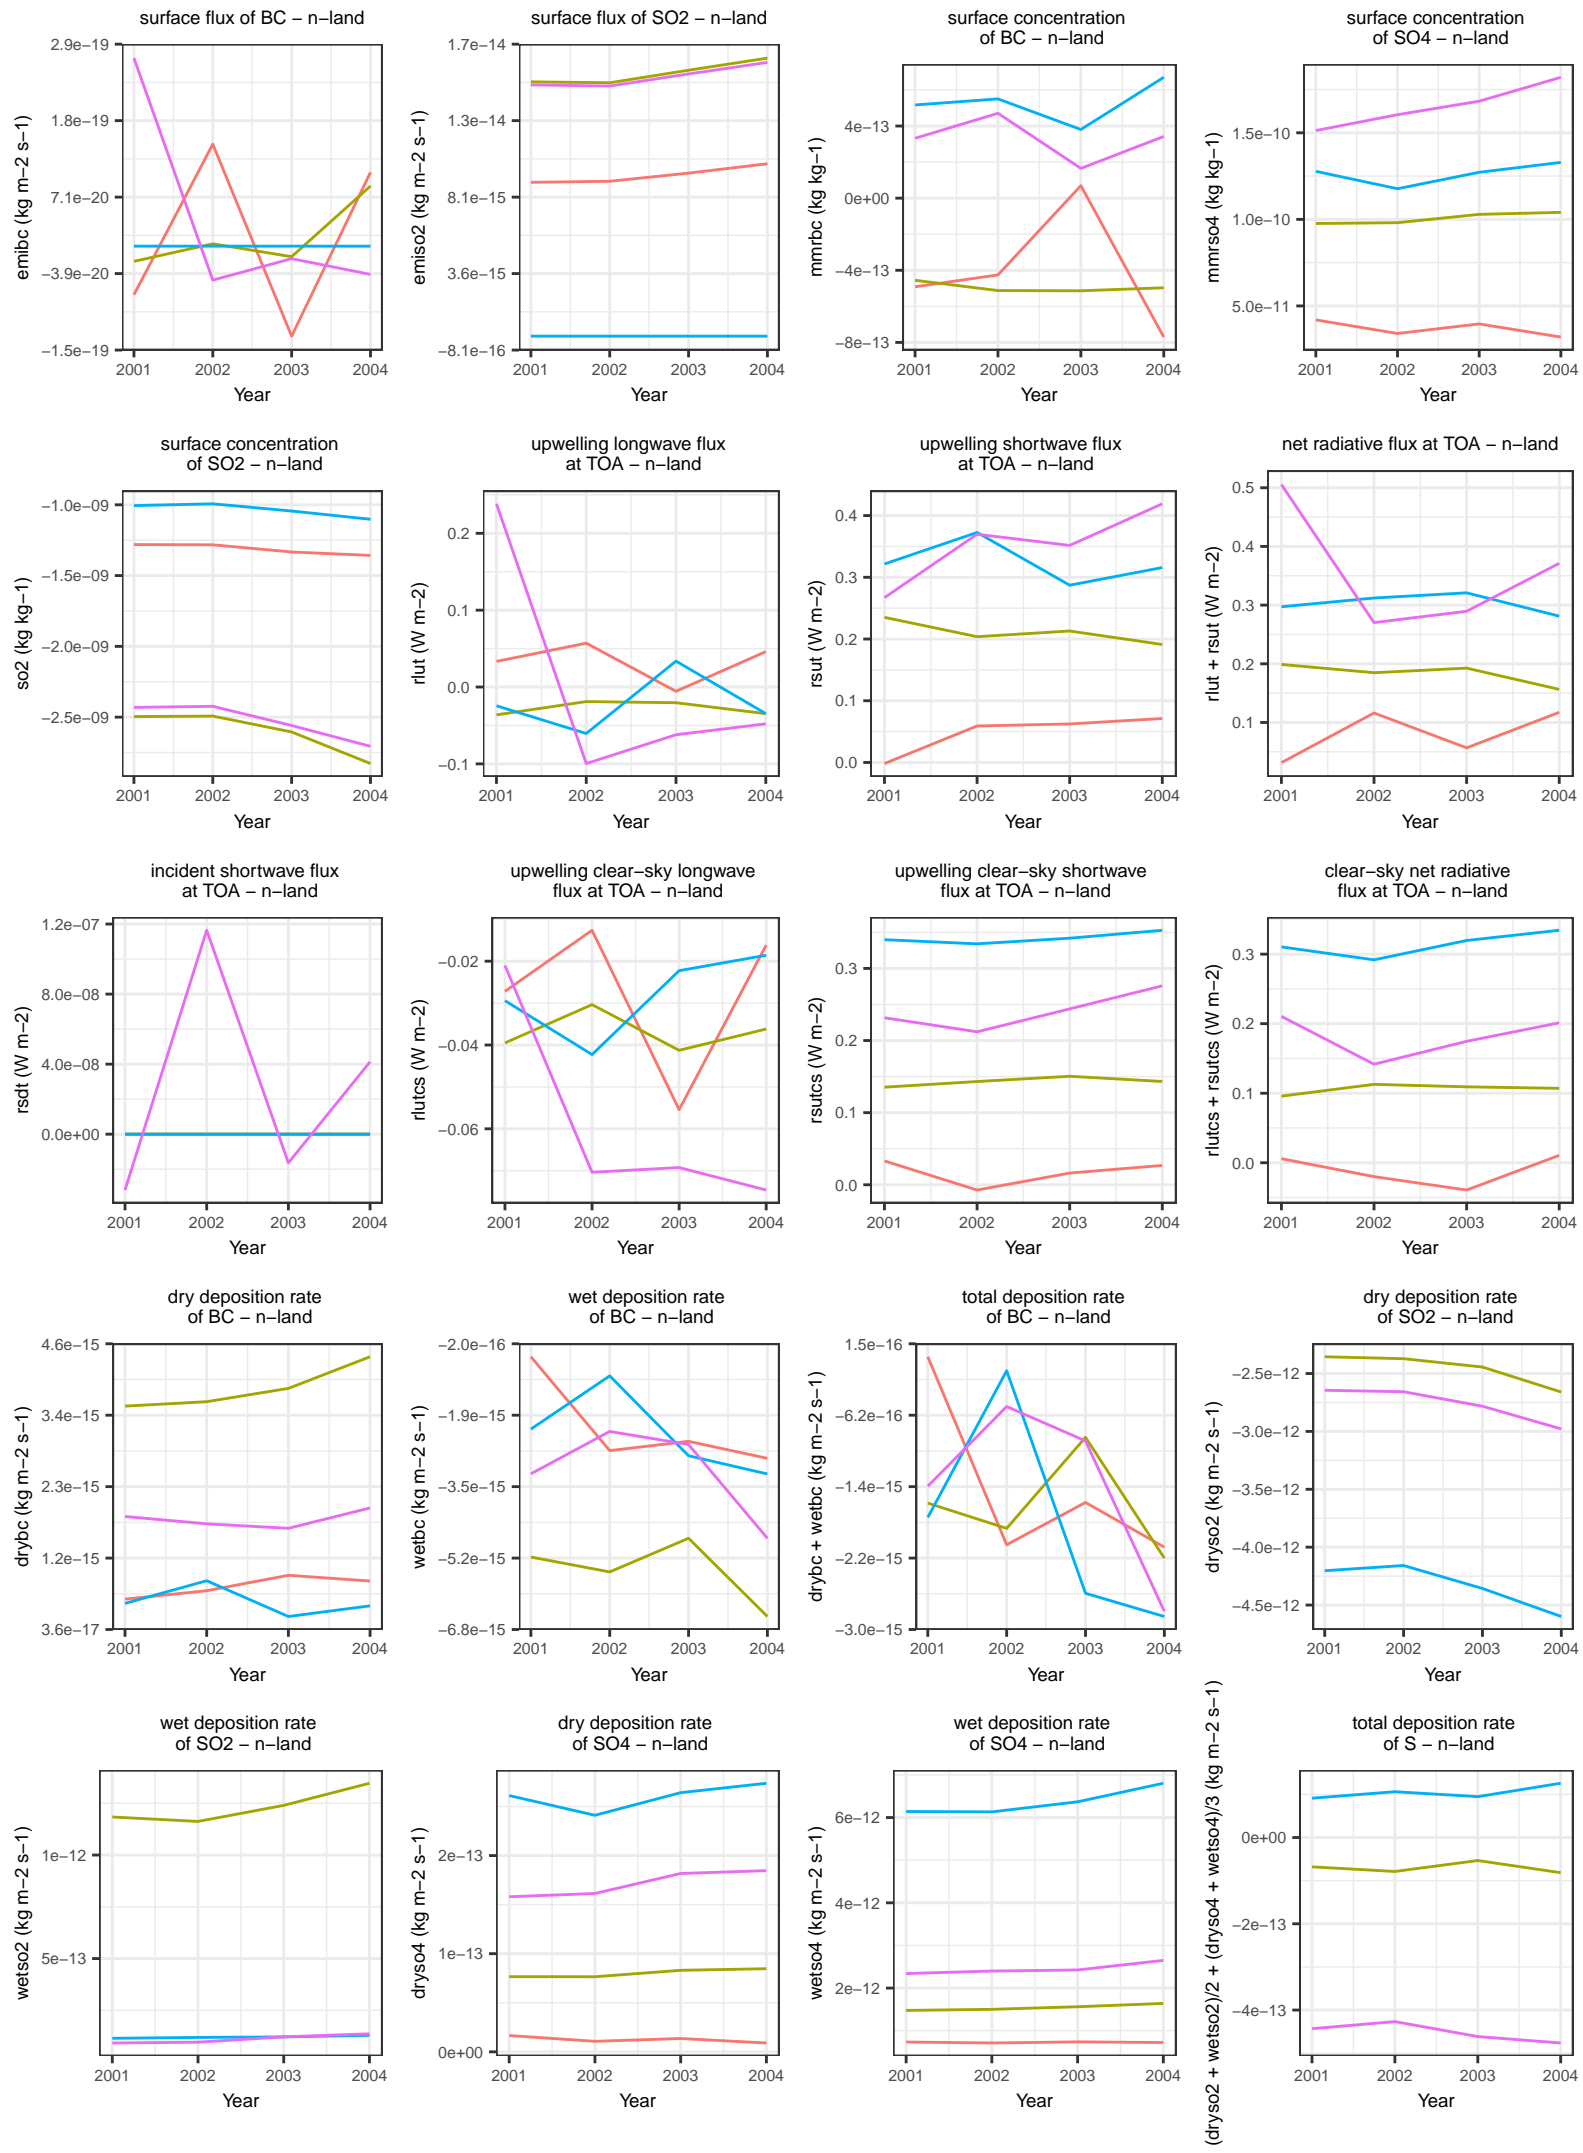 surface flux of BC − n−land
2.9e−19
1.8e−19
7.1e−20
−3.9e−20
−1.5e−19
emibc (kg m−2 s−1)
2001 2002 2003 2004
Year
surface flux of SO2 − n−land
1.7e−14
1.3e−14
8.1e−15
3.6e−15
−8.1e−16
emiso2 (kg m−2 s−1)
2001 2002 2003 2004
Year
surface concentration
of BC − n−land
4e−13
0e+00
−4e−13
−8e−13
mmrbc (kg kg−1)
2001 2002 2003 2004
Year
surface concentration
of SO4 − n−land
1.5e−10
1.0e−10
5.0e−11
mmrso4 (kg kg−1)
2001 2002 2003 2004
Year
surface concentration
of SO2 − n−land
−1.0e−09
−1.5e−09
−2.0e−09
−2.5e−09
so2 (kg kg−1)
2001 2002 2003 2004
Year
upwelling longwave flux
at TOA − n−land
0.2
0.1
0.0
−0.1
rlut (W m−2)
2001 2002 2003 2004
Year
upwelling shortwave flux
at TOA − n−land
0.4
0.3
0.2
0.1
0.0
rsut (W m−2)
2001 2002 2003 2004
Year
net radiative flux at TOA − n−land
0.5
0.4
0.3
0.2
0.1
rlut + rsut (W m−2)
2001 2002 2003 2004
Year
incident shortwave flux
at TOA − n−land
1.2e−07
8.0e−08
4.0e−08
0.0e+00
rsdt (W m−2)
2001 2002 2003 2004
Year
upwelling clear−sky longwave
flux at TOA − n−land
−0.02
−0.04
−0.06
rlutcs (W m−2)
2001 2002 2003 2004
Year
upwelling clear−sky shortwave
flux at TOA − n−land
0.3
0.2
0.1
0.0
rsutcs (W m−2)
2001 2002 2003 2004
Year
clear−sky net radiative
flux at TOA − n−land
0.3
0.2
0.1
0.0
rlutcs + rsutcs (W m−2)
2001 2002 2003 2004
Year
dry deposition rate
of BC − n−land
4.6e−15
3.4e−15
2.3e−15
1.2e−15
3.6e−17
drybc (kg m−2 s−1)
2001 2002 2003 2004
Year
wet deposition rate
of BC − n−land
−2.0e−16
−1.9e−15
−3.5e−15
−5.2e−15
−6.8e−15
wetbc (kg m−2 s−1)
2001 2002 2003 2004
Year
total deposition rate
of BC − n−land
1.5e−16
−6.2e−16
−1.4e−15
−2.2e−15
−3.0e−15
drybc + wetbc (kg m−2 s−1)
2001 2002 2003 2004
Year
dry deposition rate
of SO2 − n−land
−2.5e−12
−3.0e−12
−3.5e−12
−4.0e−12
−4.5e−12
dryso2 (kg m−2 s−1)
2001 2002 2003 2004
Year
wet deposition rate
of SO2 − n−land
1e−12
5e−13
wetso2 (kg m−2 s−1)
2001 2002 2003 2004
Year
dry deposition rate
of SO4 − n−land
2e−13
1e−13
0e+00
dryso4 (kg m−2 s−1)
2001 2002 2003 2004
Year
wet deposition rate
of SO4 − n−land
6e−12
4e−12
2e−12
wetso4 (kg m−2 s−1)
2001 2002 2003 2004
Year
total deposition rate
of S − n−land
0e+00
−2e−13
−4e−13
(dryso2 + wetso2)/2 + (dryso4 + wetso4)/3 (kg m−2 s−1)
2001 2002 2003 2004
Year